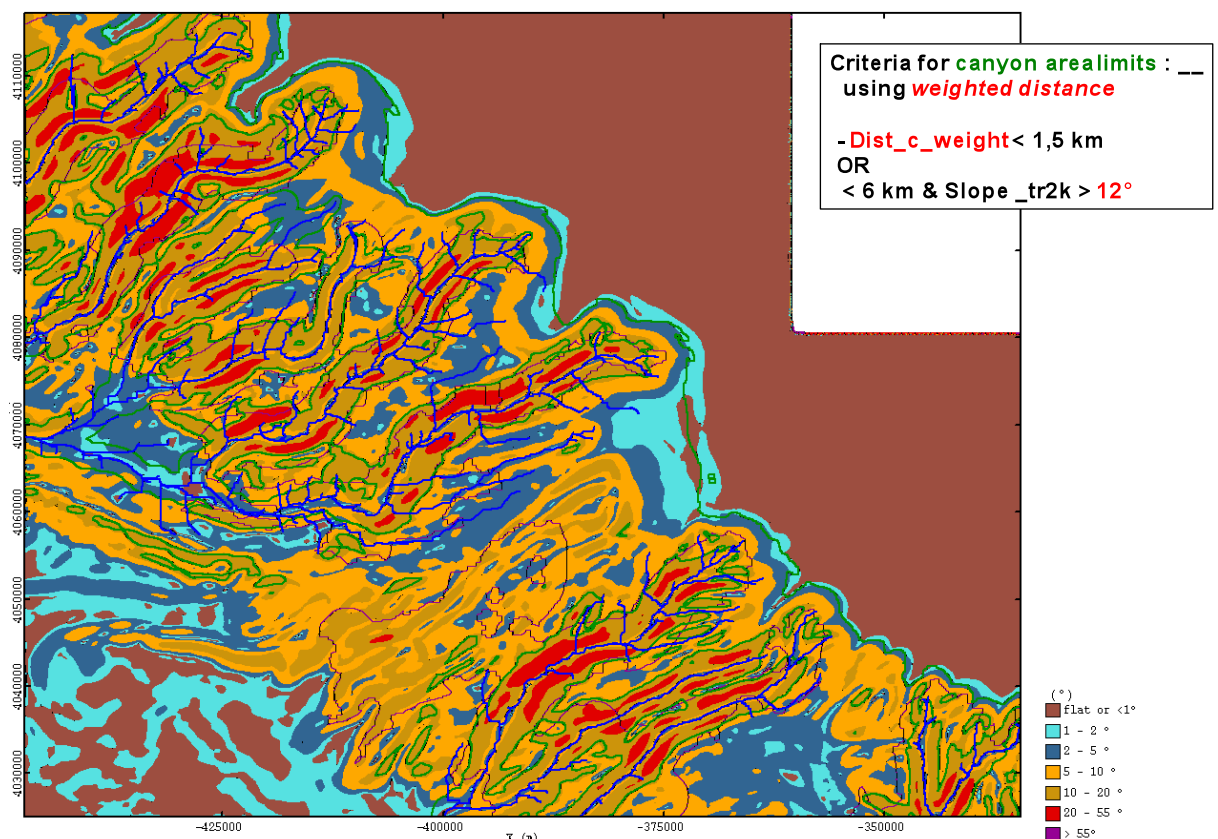 Criteria for canyon arealimits : __
using weighted distance
- Dist_c_weight < 1,5 km
OR
< 6 km & Slope _tr2k > 12°
4110000
4100000
4090000
4080000
4070000
4060000
4050000
4040000
4030000
-425000
-400000
-375000
-350000
(°)
flat or <1°
1 - 2 °
2 - 5 °
5 - 10 °
10 - 20 °
20 - 55 °
> 55°